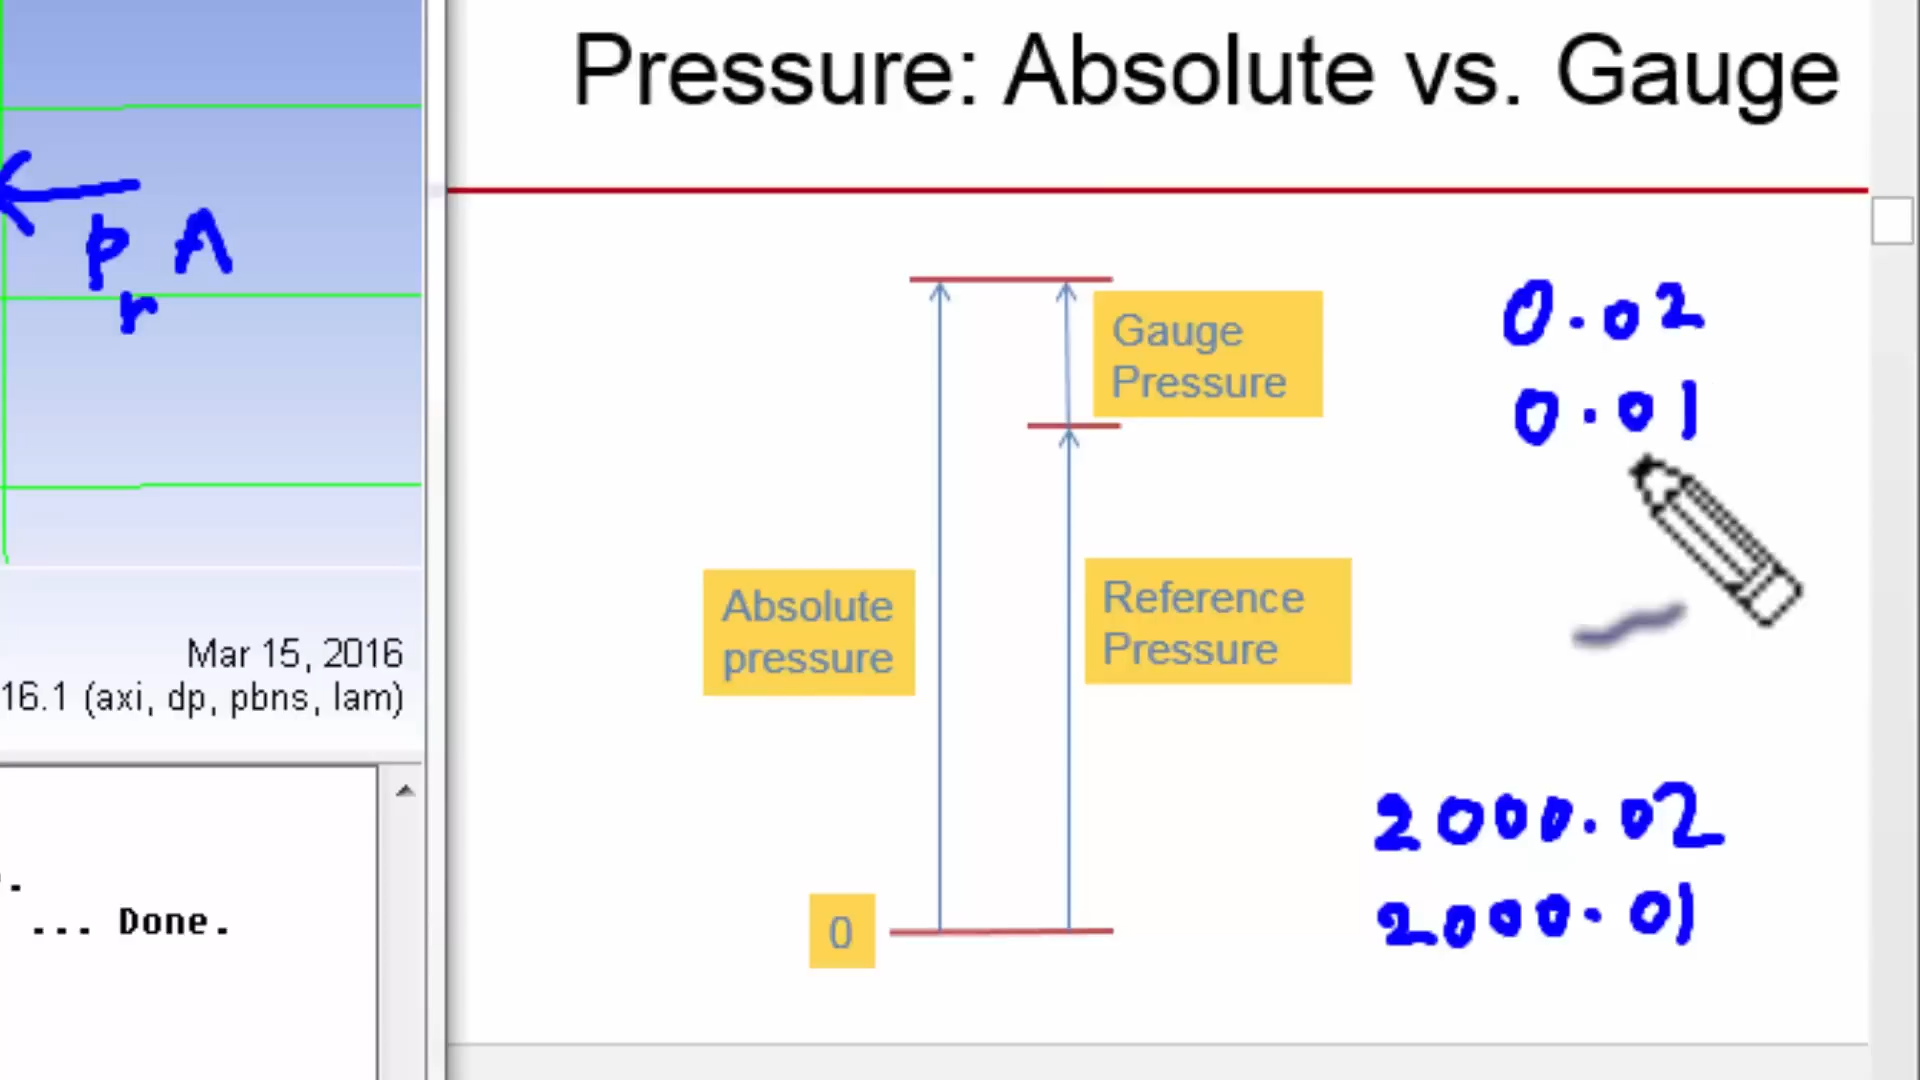 Pressure: Absolute vs. Gauge
p A
r
Gauge
Pressure
0.02
0.01
Absolute
pressure
Reference
Pressure
Mar 15, 2016
16.1 (axi, dp, pbns, lam)
... Done.
0
2000.02
2000.01